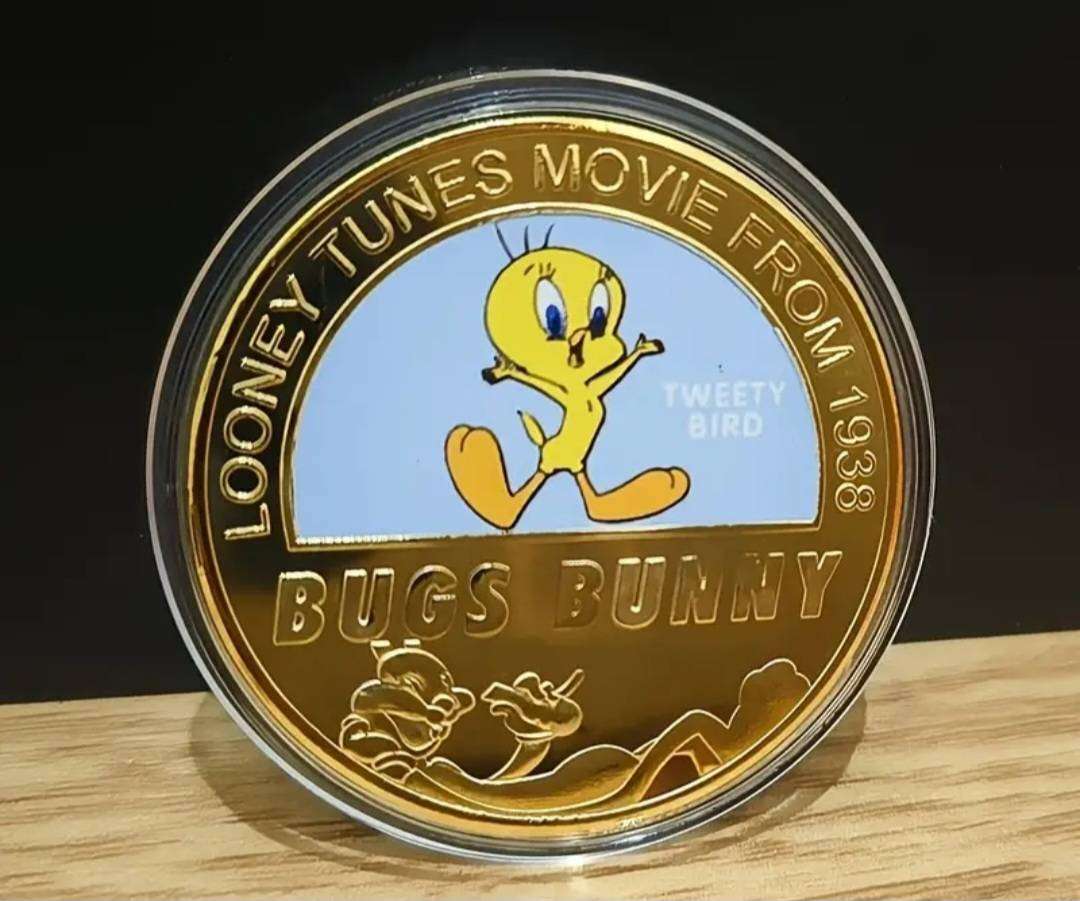 LOONEY TUNES MOVIE FROM 1938
TWEETY
BIRD
BUGS BUNNY